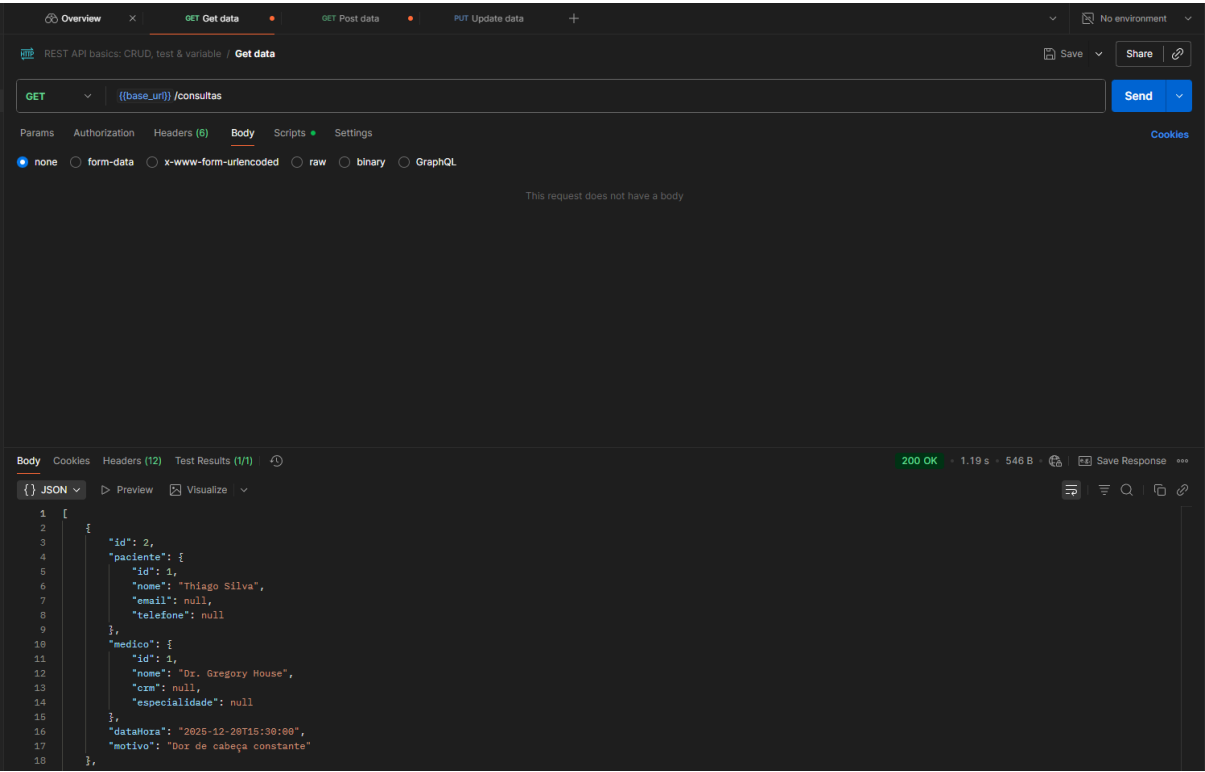 Overview GET Get data GET Post data PUT Update data No environment
HTTP REST API basics: CRUD, test & variable / Get data Save Share
GET {{base_url}} /consultas Send
Params Authorization Headers (6) Body Scripts Settings Cookies
none form-data x-www-form-urlencoded raw binary GraphQL
This request does not have a body
Body Cookies Headers (12) Test Results (1/1) 200 OK 1.19 s 546 B Save Response
{} JSON Preview Visualize
1 [
2 {
3 "id": 2,
4 "paciente": {
5 "id": 1,
6 "nome": "Thiago Silva",
7 "email": null,
8 "telefone": null
9 },
10 "medico": {
11 "id": 1,
12 "nome": "Dr. Gregory House",
13 "crm": null,
14 "especialidade": null
15 },
16 "dataHora": "2025-12-20T15:30:00",
17 "motivo": "Dor de cabeça constante"
18 },